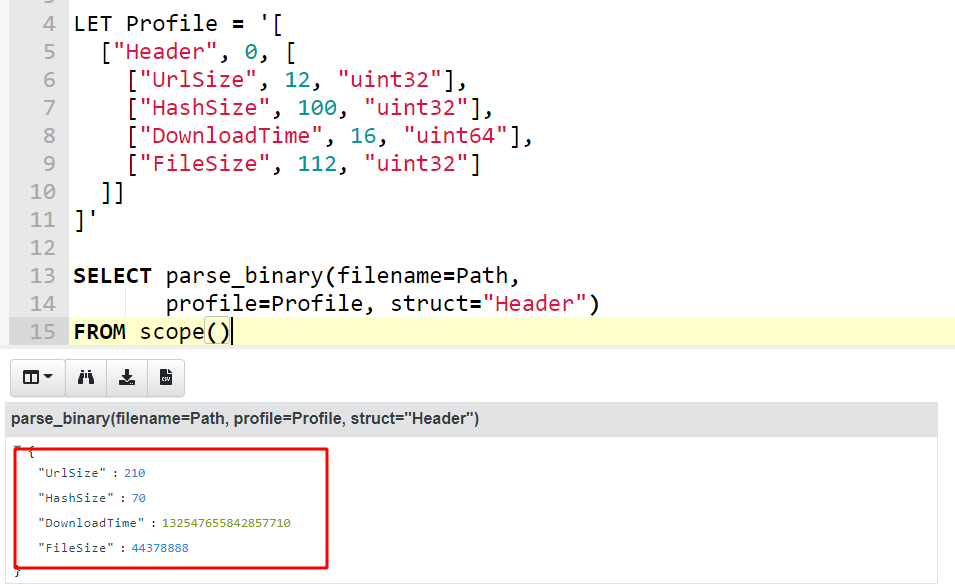 4 LET Profile = '[
5   ["Header", 0, [
6     ["UrlSize", 12, "uint32"],
7     ["HashSize", 100, "uint32"],
8     ["DownloadTime", 16, "uint64"],
9     ["FileSize", 112, "uint32"]
10   ]]
11 ]'
12
13 SELECT parse_binary(filename=Path,
14        profile=Profile, struct="Header")
15 FROM scope()
CSV
parse_binary(filename=Path, profile=Profile, struct="Header")
{
"UrlSize" : 210
"HashSize" : 70
"DownloadTime" : 132547655842857710
"FileSize" : 44378888
}